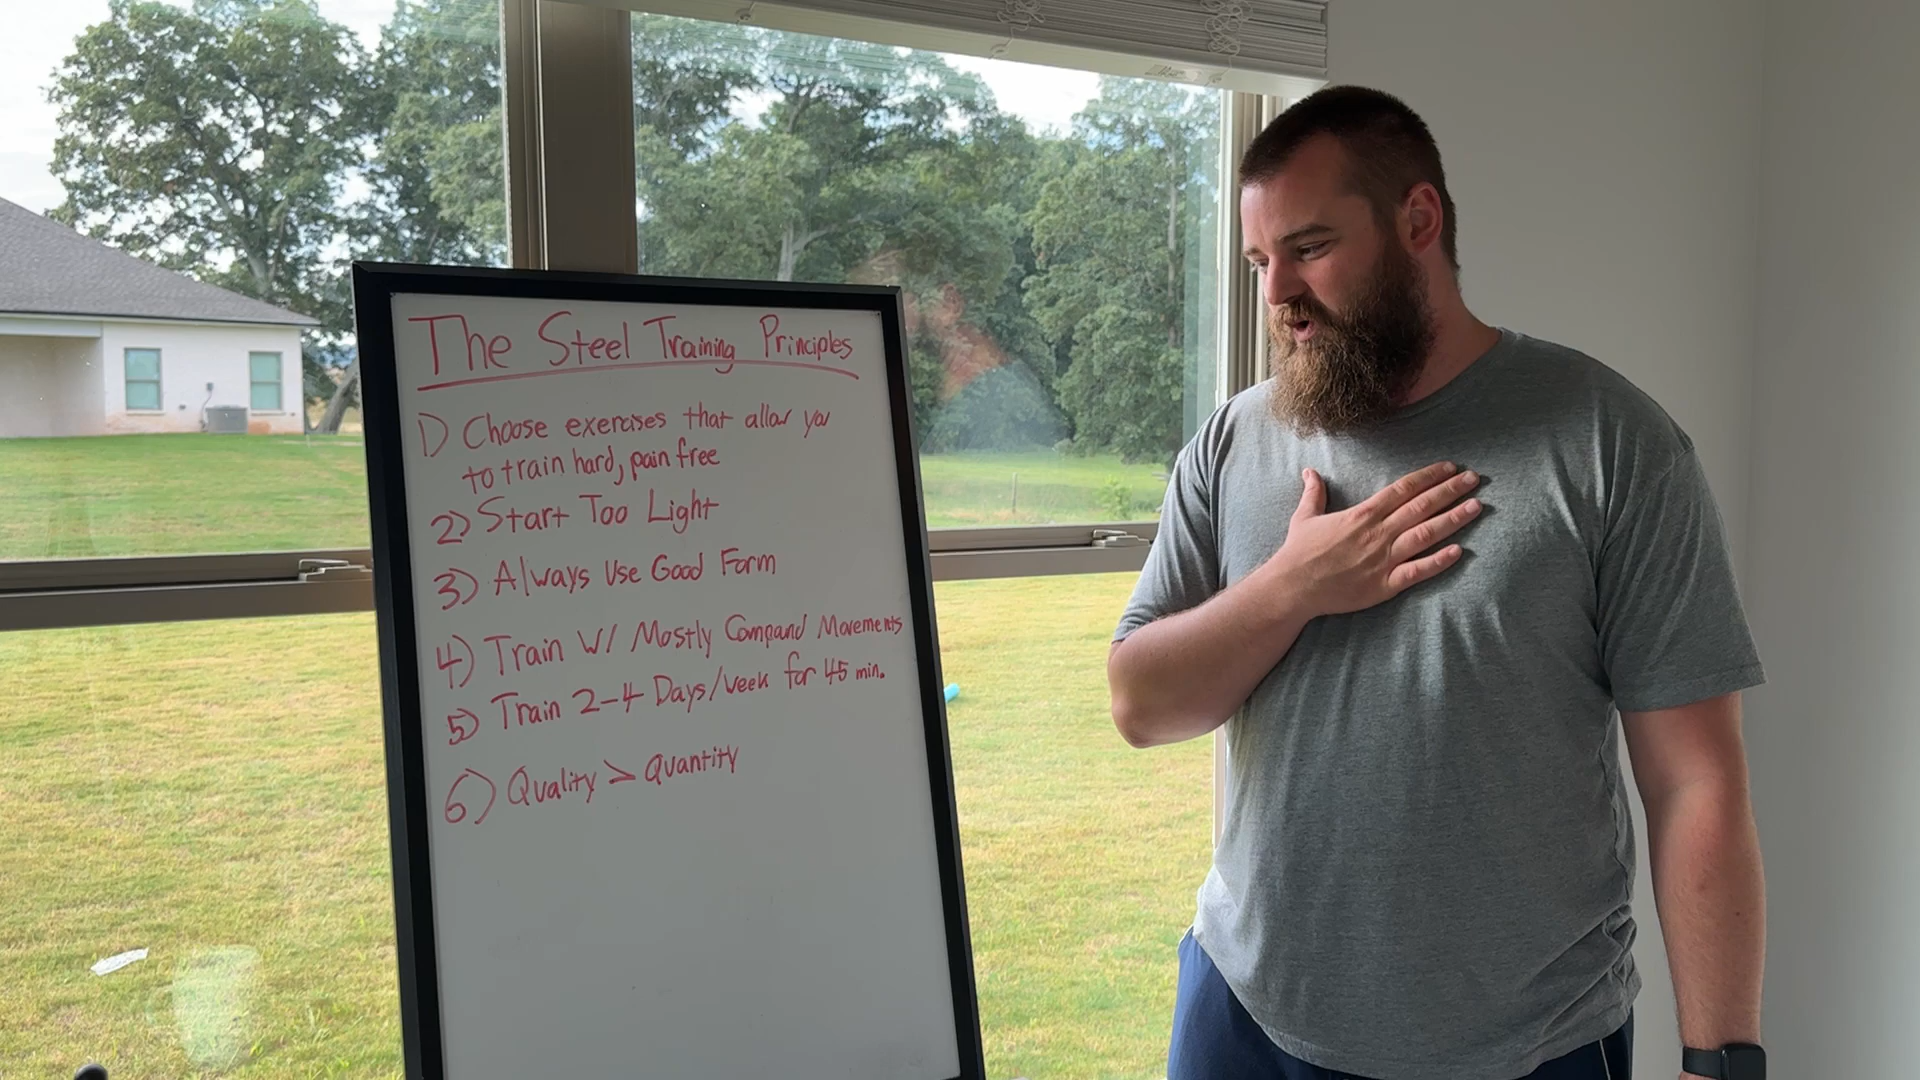 The Steel Training Principles
1) Choose exercises that allow you
to train hard, pain free
2) Start Too Light
3) Always Use Good Form
4) Train W/ Mostly Compound Movements
5) Train 2-4 Days/week for 45 min.
6) Quality > Quantity